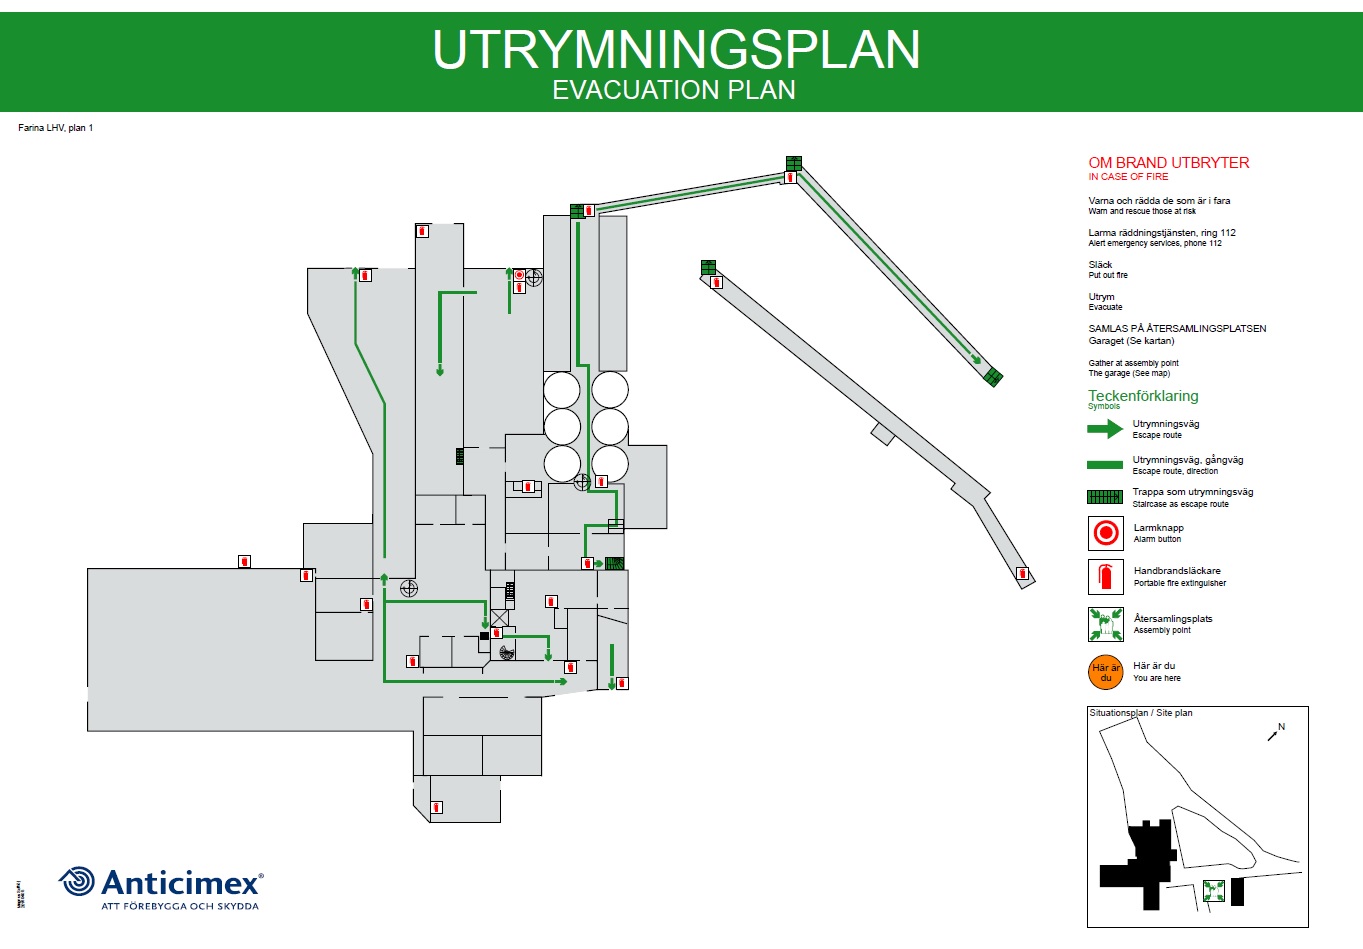 UTRYMNINGSPLAN
EVACUATION PLAN
Farina LHV, plan 1
OM BRAND UTBRYTER
IN CASE OF FIRE
Varna och rädda de som är i fara
Warn and rescue those at risk
Larma räddningstjänsten, ring 112
Alert emergency services, phone 112
Släck
Put out fire
Utrym
Evacuate
SAMLAS PÅ ÅTERSAMLINGSPLATSEN
Garaget (Se kartan)
Gather at assembly point
The garage (See map)
Teckenförklaring
Symbols
Utrymningsväg
Escape route
Utrymningsväg, gångväg
Escape route, direction
Trappa som utrymningsväg
Staircase as escape route
Larmknapp
Alarm button
Handbrandsläckare
Portable fire extinguisher
Återsamlingsplats
Assembly point
Här är
du
Här är du
You are here
Situationsplan / Site plan
N
Anticimex®
ATT FÖREBYGGA OCH SKYDDA